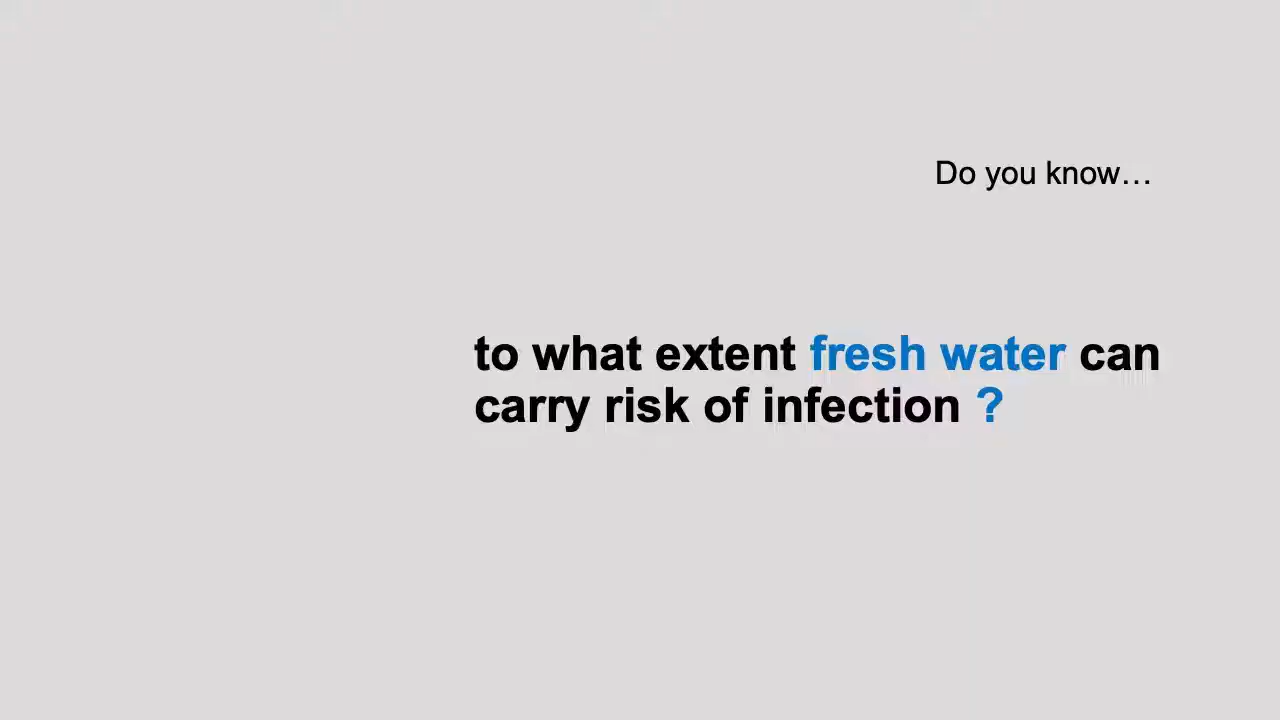 Do you know…
to what extent fresh water can
carry risk of infection ?